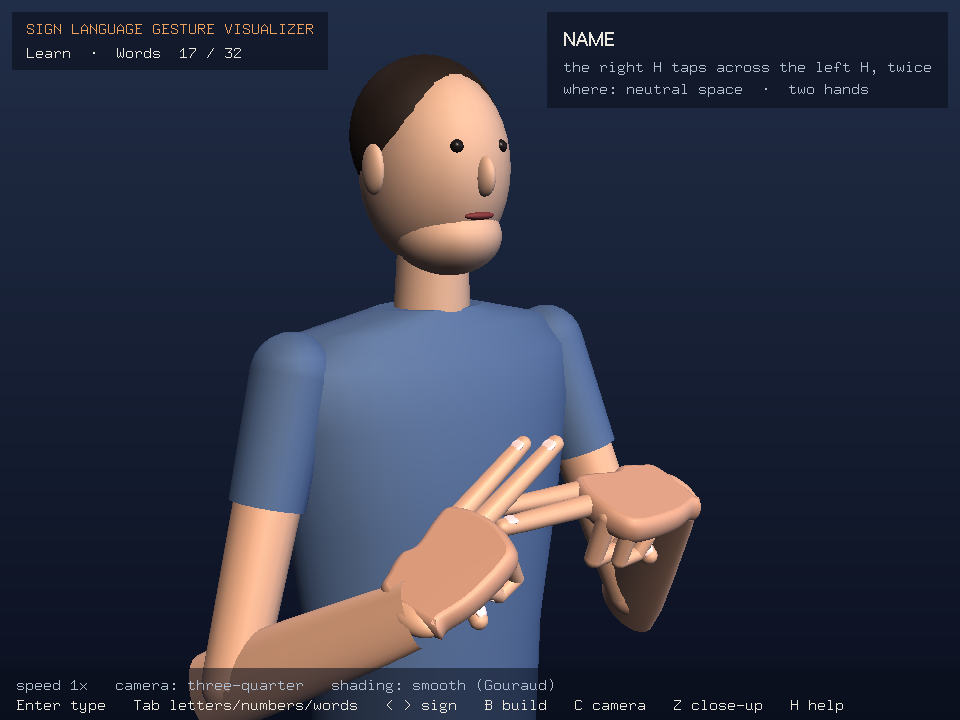 SIGN LANGUAGE GESTURE VISUALIZER
Learn · Words 17 / 32
NAME
the right H taps across the left H, twice
where: neutral space · two hands
speed 1x camera: three-quarter shading: smooth (Gouraud)
Enter type Tab letters/numbers/words < > sign B build C camera Z close-up H help